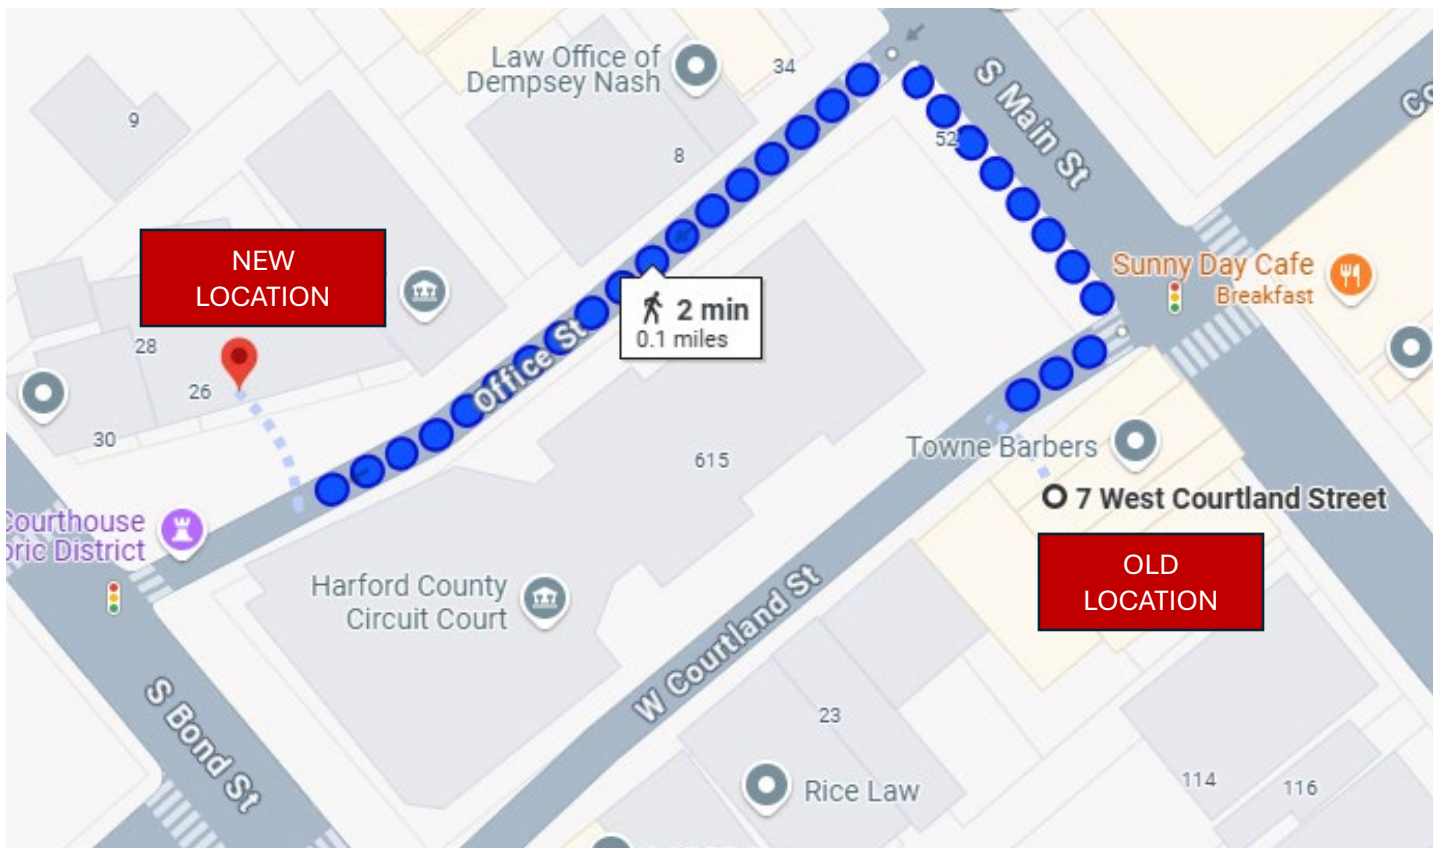 Law Office of
Dempsey Nash
34
S Main St
9
8
52
NEW
LOCATION
Sunny Day Cafe
Breakfast
2 min
0.1 miles
Office St
28
26
30
615
Towne Barbers
7 West Courtland Street
OLD
LOCATION
Courthouse
oric District
Harford County
Circuit Court
W Courtland St
S Bond St
23
Rice Law
114
116